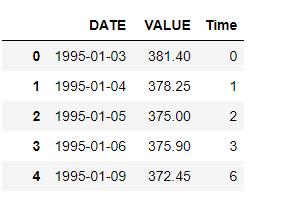 DATE VALUE Time
0 1995-01-03 381.40 0
1 1995-01-04 378.25 1
2 1995-01-05 375.00 2
3 1995-01-06 375.90 3
4 1995-01-09 372.45 6